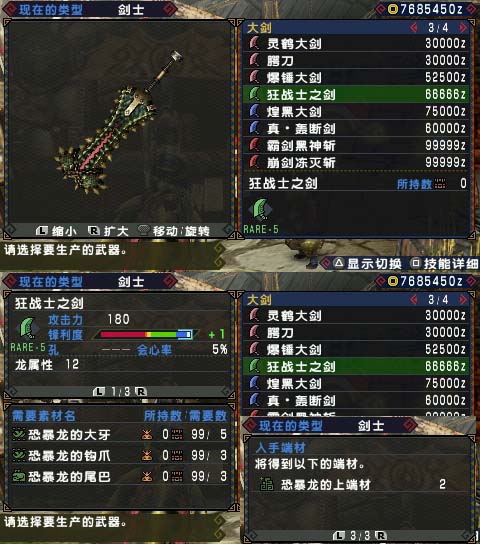 现在的类型 剑士
7685450z
大剑 3/4
灵鹤大剑 30000z
腭刀 30000z
爆锤大剑 52500z
狂战士之剑 66666z
煌黑大剑 75000z
真·轰断剑 60000z
霸剑黑神斩 99999z
崩剑冻灭斩 99999z
狂战士之剑 所持数 0
RARE-5
L 缩小 R 扩大 移动/旋转
请选择要生产的武器。
△显示切换 □技能详细
现在的类型 剑士
7685450z
狂战士之剑
攻击力 180
锋利度 +1
RARE-5 孔 ——— 会心率 5%
龙属性 12
L 1/3 R
大剑 3/4
灵鹤大剑 30000z
腭刀 30000z
爆锤大剑 52500z
狂战士之剑 66666z
煌黑大剑 75000z
真·轰断剑 60000z
霸剑黑神斩 99999z
需要素材名 所持数/需要数
恐暴龙的大牙 0 99/ 5
恐暴龙的钩爪 0 99/ 3
恐暴龙的尾巴 0 99/ 3
请选择要生产的武器。
现在的类型 剑士
入手端材
将得到以下的端材。
恐暴龙的上端材 2
L 3/3 R